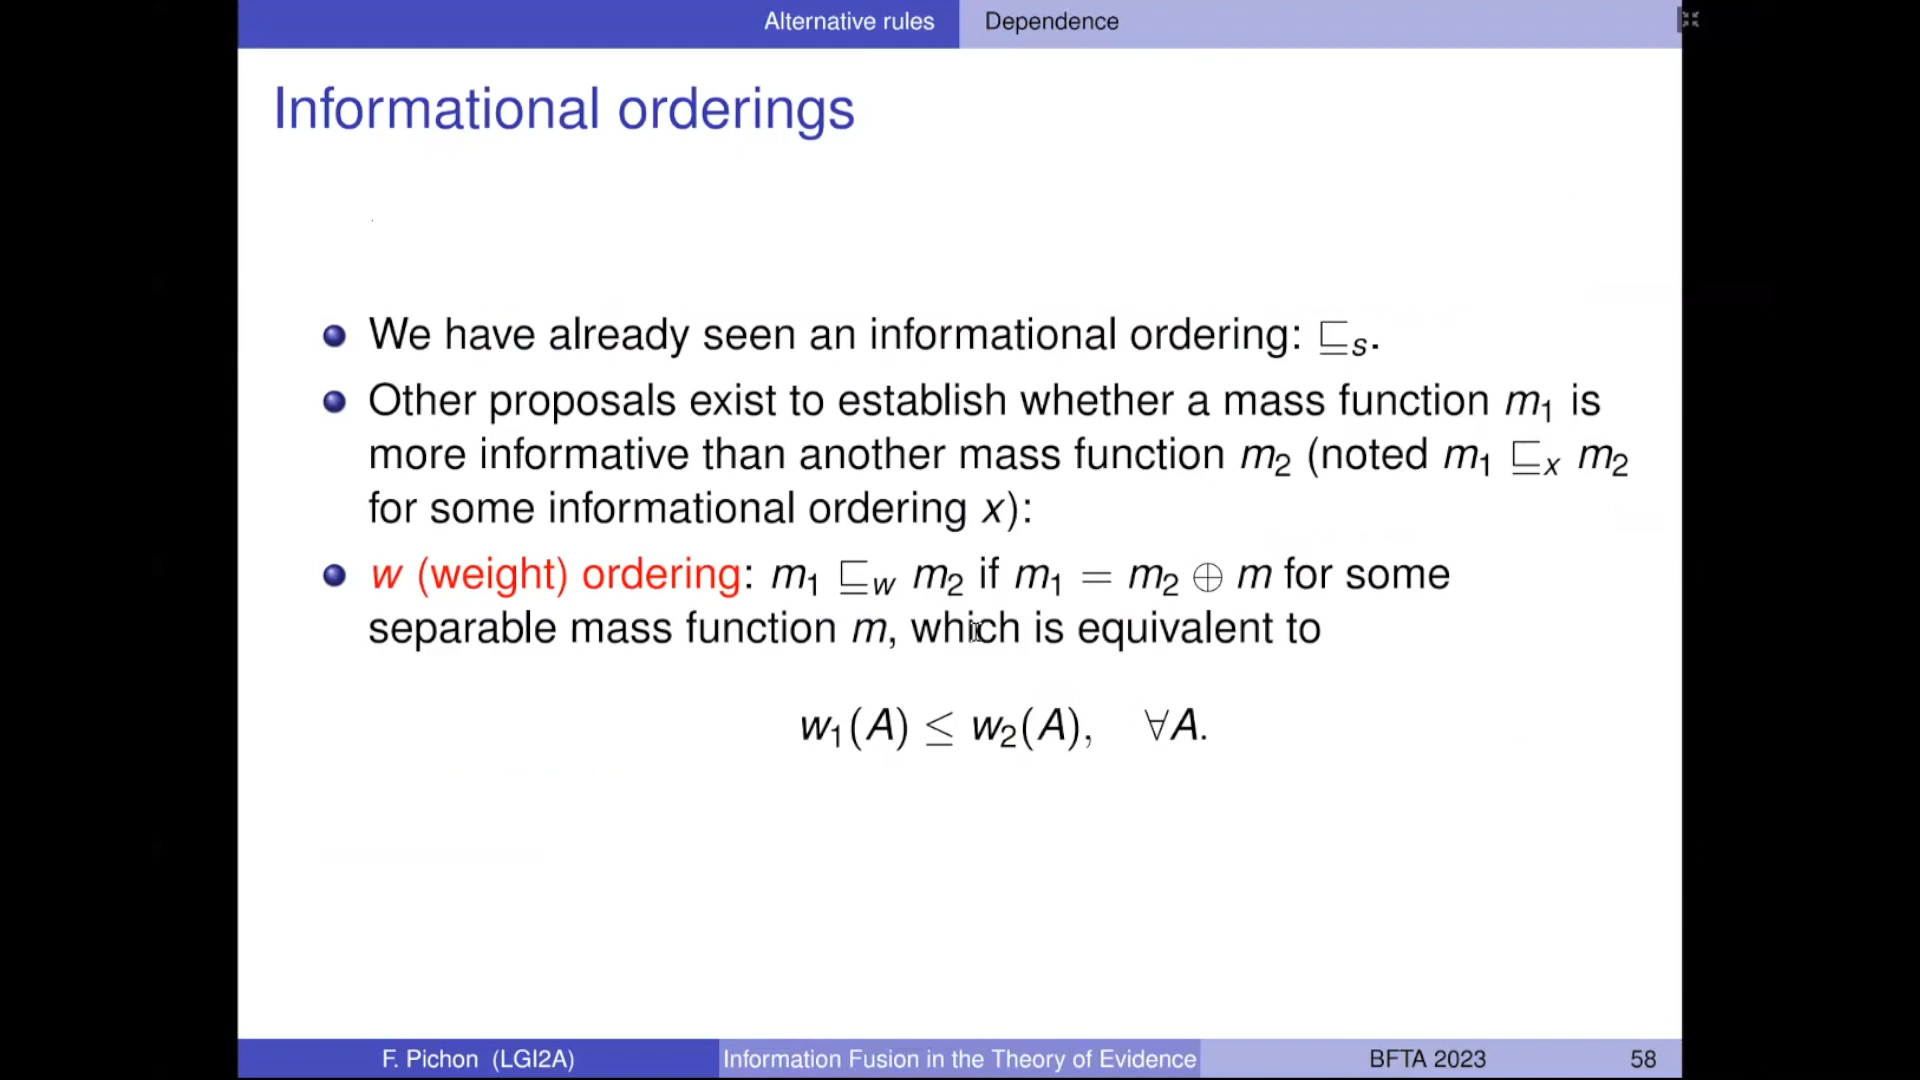 Alternative rules Dependence
Informational orderings
We have already seen an informational ordering: ⊑s.
Other proposals exist to establish whether a mass function m1 is
more informative than another mass function m2 (noted m1 ⊑x m2
for some informational ordering x):
w (weight) ordering: m1 ⊑w m2 if m1 = m2 ⊕ m for some
separable mass function m, which is equivalent to
w1(A) ≤ w2(A), ∀A.
F. Pichon (LGI2A) Information Fusion in the Theory of Evidence BFTA 2023 58